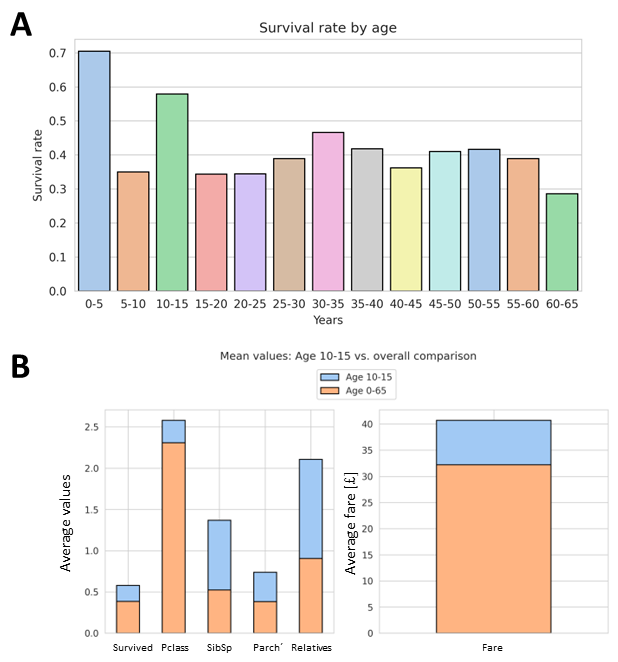 A
Survival rate by age
Survival rate
0.7
0.6
0.5
0.4
0.3
0.2
0.1
0.0
0-5 5-10 10-15 15-20 20-25 25-30 30-35 35-40 40-45 45-50 50-55 55-60 60-65
Years
B
Mean values: Age 10-15 vs. overall comparison
Age 10-15
Age 0-65
Average values
2.5
2.0
1.5
1.0
0.5
0.0
Survived Pclass SibSp Parch´ Relatives
Average fare [£]
40
35
30
25
20
15
10
5
0
Fare